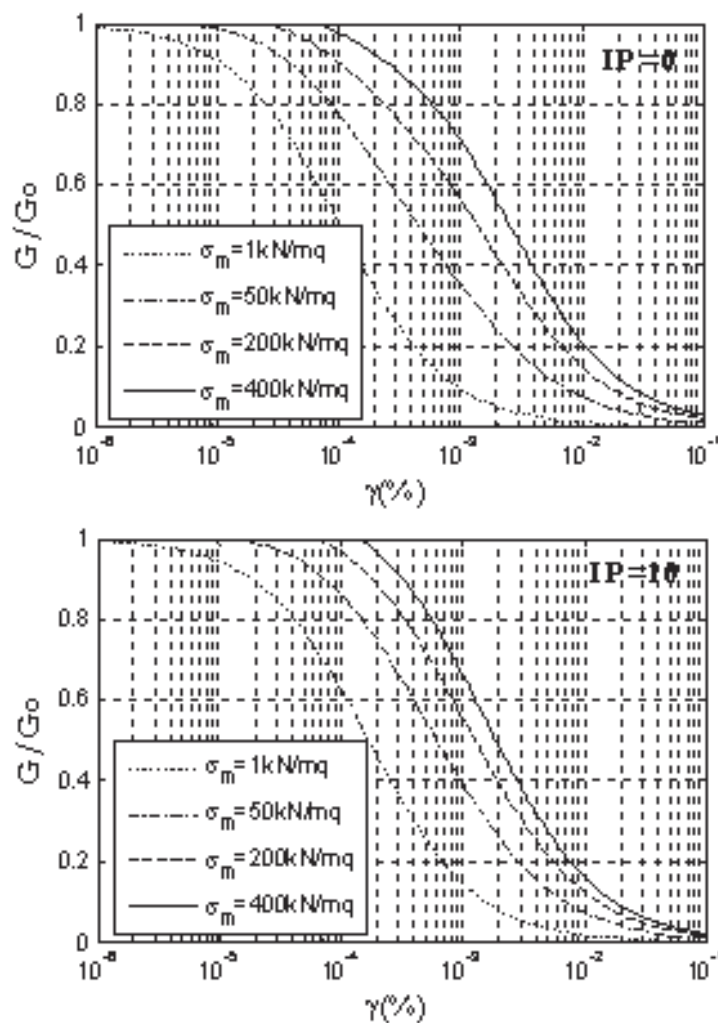 1
0.8
0.6
0.4
0.2
0
G/Go
IP=0
σm=1kN/mq
σm=50kN/mq
σm=200kN/mq
σm=400kN/mq
10⁻⁶ 10⁻⁵ 10⁻⁴ 10⁻³ 10⁻² 10⁻¹
γ(%)
1
0.8
0.6
0.4
0.2
0
G/Go
σm=1kN/mq
σm=50kN/mq
σm=200kN/mq
σm=400kN/mq
10⁻⁶ 10⁻⁵ 10⁻⁴ 10⁻³ 10⁻² 10⁻¹
γ(%)